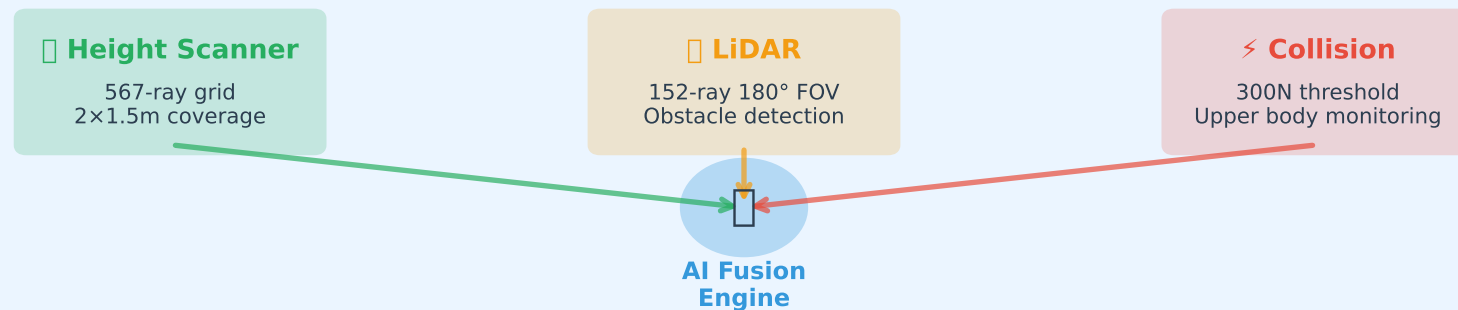 Height Scanner
567-ray grid
2×1.5m coverage
LiDAR
152-ray 180° FOV
Obstacle detection
⚡ Collision
300N threshold
Upper body monitoring
AI Fusion
Engine